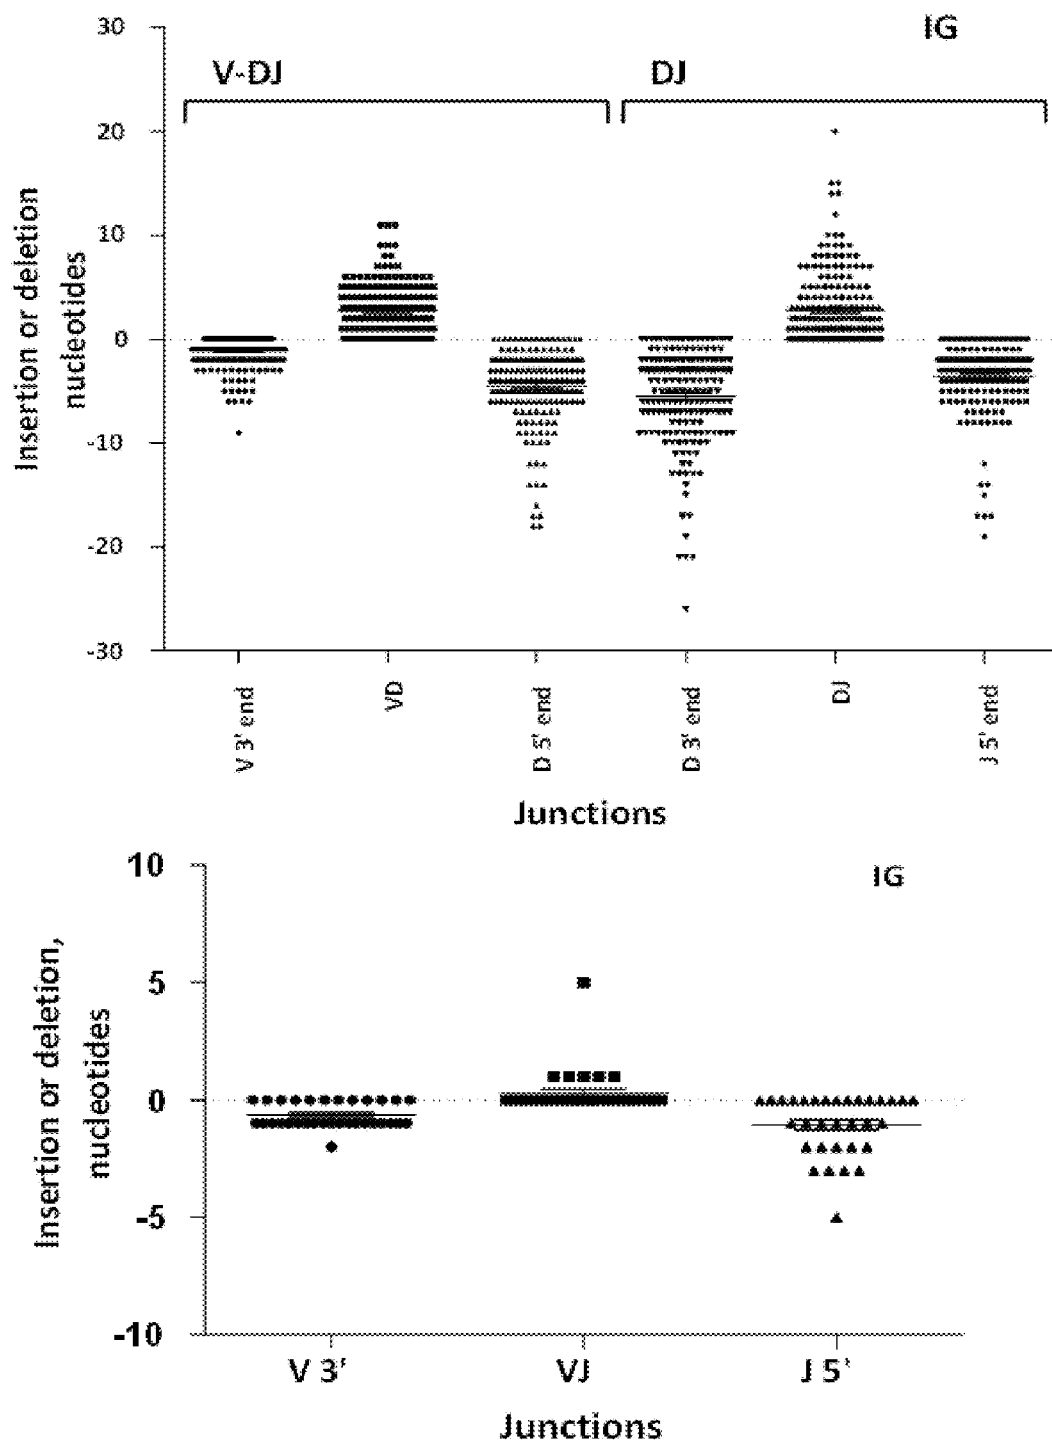 30
IG
V-DJ
DJ
20
10
0
-10
-20
-30
Insertion or deletion
nucleotides
V 3' end
VD
D 5' end
D 3' end
DJ
J 5' end
Junctions
10
IG
5
0
-5
-10
Insertion or deletion,
nucleotides
V 3'
VJ
J 5'
Junctions